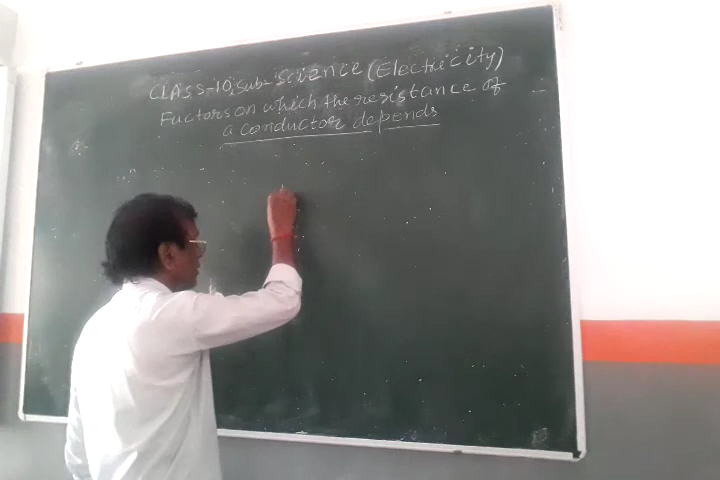 CLASS-10, Sub- Science (Electricity)
Factors on which the resistance of
a conductor depends